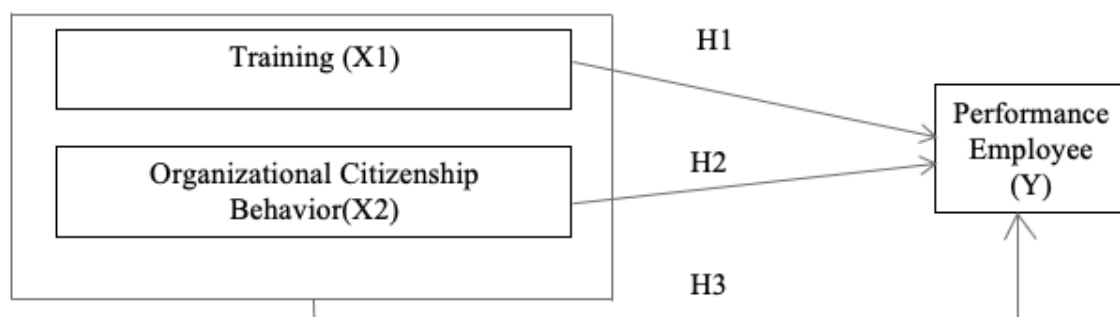 Training (X1)
H1
Performance
Employee
(Y)
Organizational Citizenship
Behavior(X2)
H2
H3